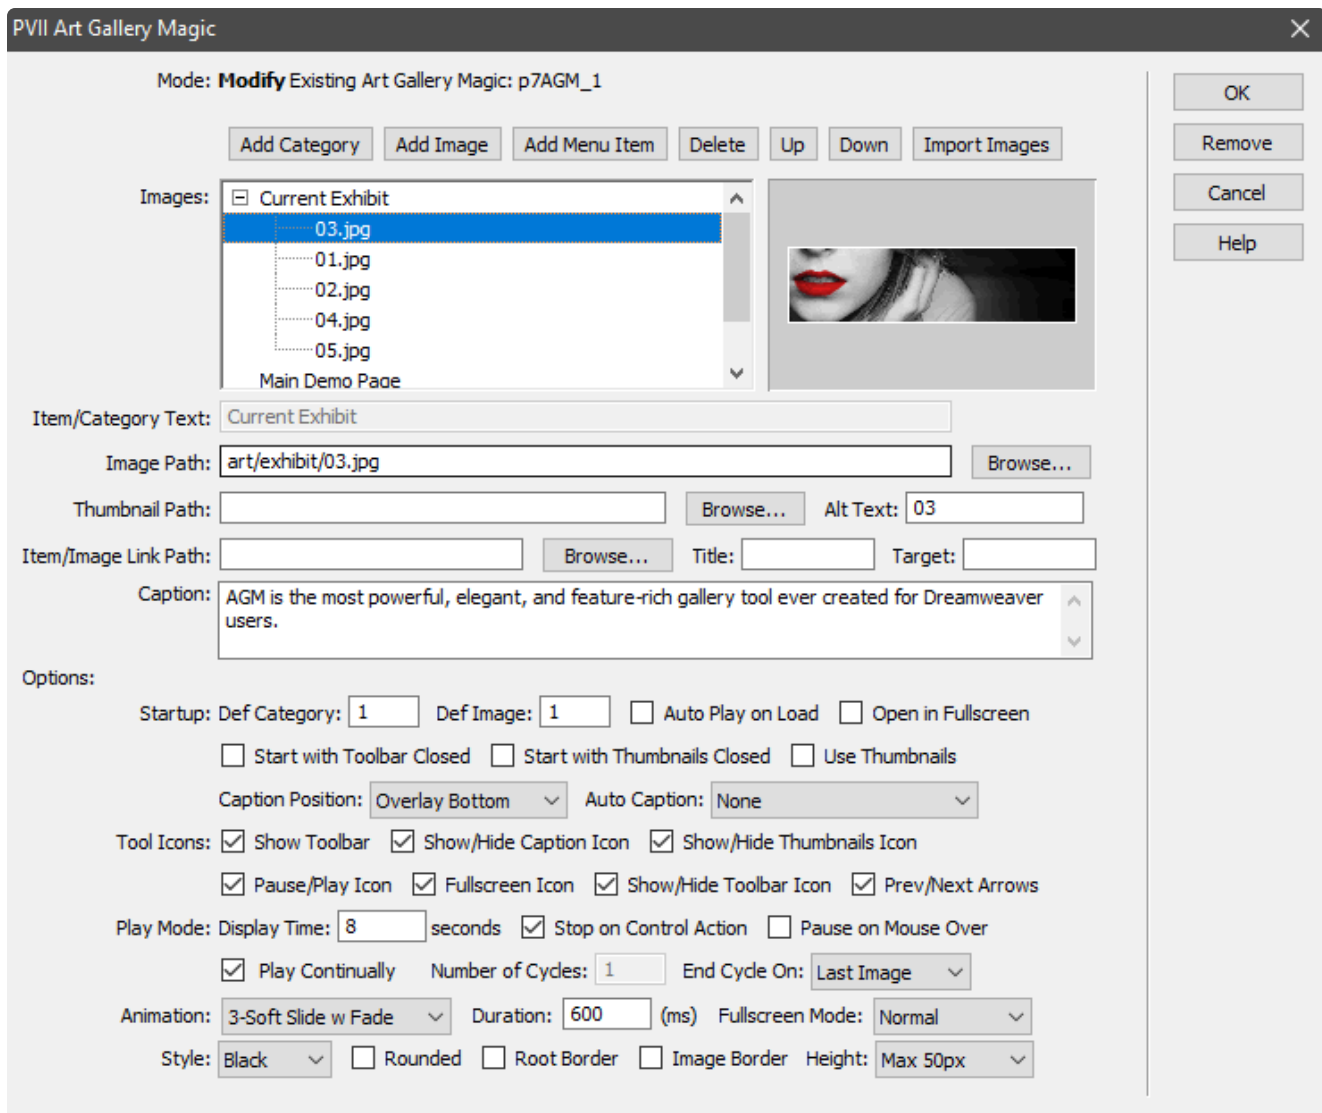 PVII Art Gallery Magic
Mode: Modify Existing Art Gallery Magic: p7AGM_1
OK
Add Category Add Image Add Menu Item Delete Up Down Import Images
Remove
Images: Current Exhibit
Cancel
03.jpg
Help
01.jpg
02.jpg
04.jpg
05.jpg
Main Demo Page
Item/Category Text: Current Exhibit
Image Path: art/exhibit/03.jpg Browse...
Thumbnail Path: Browse... Alt Text: 03
Item/Image Link Path: Browse... Title: Target:
Caption: AGM is the most powerful, elegant, and feature-rich gallery tool ever created for Dreamweaver
users.
Options:
Startup: Def Category: 1 Def Image: 1 Auto Play on Load Open in Fullscreen
Start with Toolbar Closed Start with Thumbnails Closed Use Thumbnails
Caption Position: Overlay Bottom Auto Caption: None
Tool Icons: Show Toolbar Show/Hide Caption Icon Show/Hide Thumbnails Icon
Pause/Play Icon Fullscreen Icon Show/Hide Toolbar Icon Prev/Next Arrows
Play Mode: Display Time: 8 seconds Stop on Control Action Pause on Mouse Over
Play Continually Number of Cycles: 1 End Cycle On: Last Image
Animation: 3-Soft Slide w Fade Duration: 600 (ms) Fullscreen Mode: Normal
Style: Black Rounded Root Border Image Border Height: Max 50px